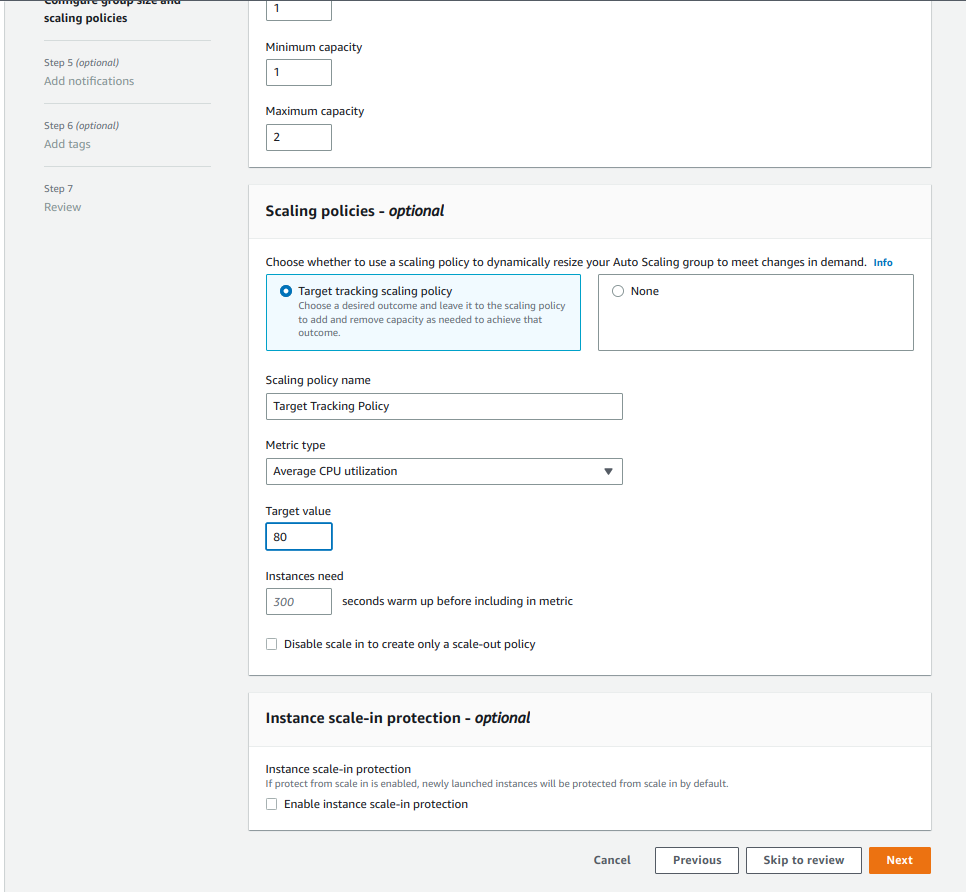 Configure group size and
scaling policies
Step 5 (optional)
Add notifications
Step 6 (optional)
Add tags
Step 7
Review
1
Minimum capacity
1
Maximum capacity
2
Scaling policies - optional
Choose whether to use a scaling policy to dynamically resize your Auto Scaling group to meet changes in demand. Info
Target tracking scaling policy
Choose a desired outcome and leave it to the scaling policy
to add and remove capacity as needed to achieve that
outcome.
None
Scaling policy name
Target Tracking Policy
Metric type
Average CPU utilization
Target value
80
Instances need
300 seconds warm up before including in metric
Disable scale in to create only a scale-out policy
Instance scale-in protection - optional
Instance scale-in protection
If protect from scale in is enabled, newly launched instances will be protected from scale in by default.
Enable instance scale-in protection
Cancel Previous Skip to review Next